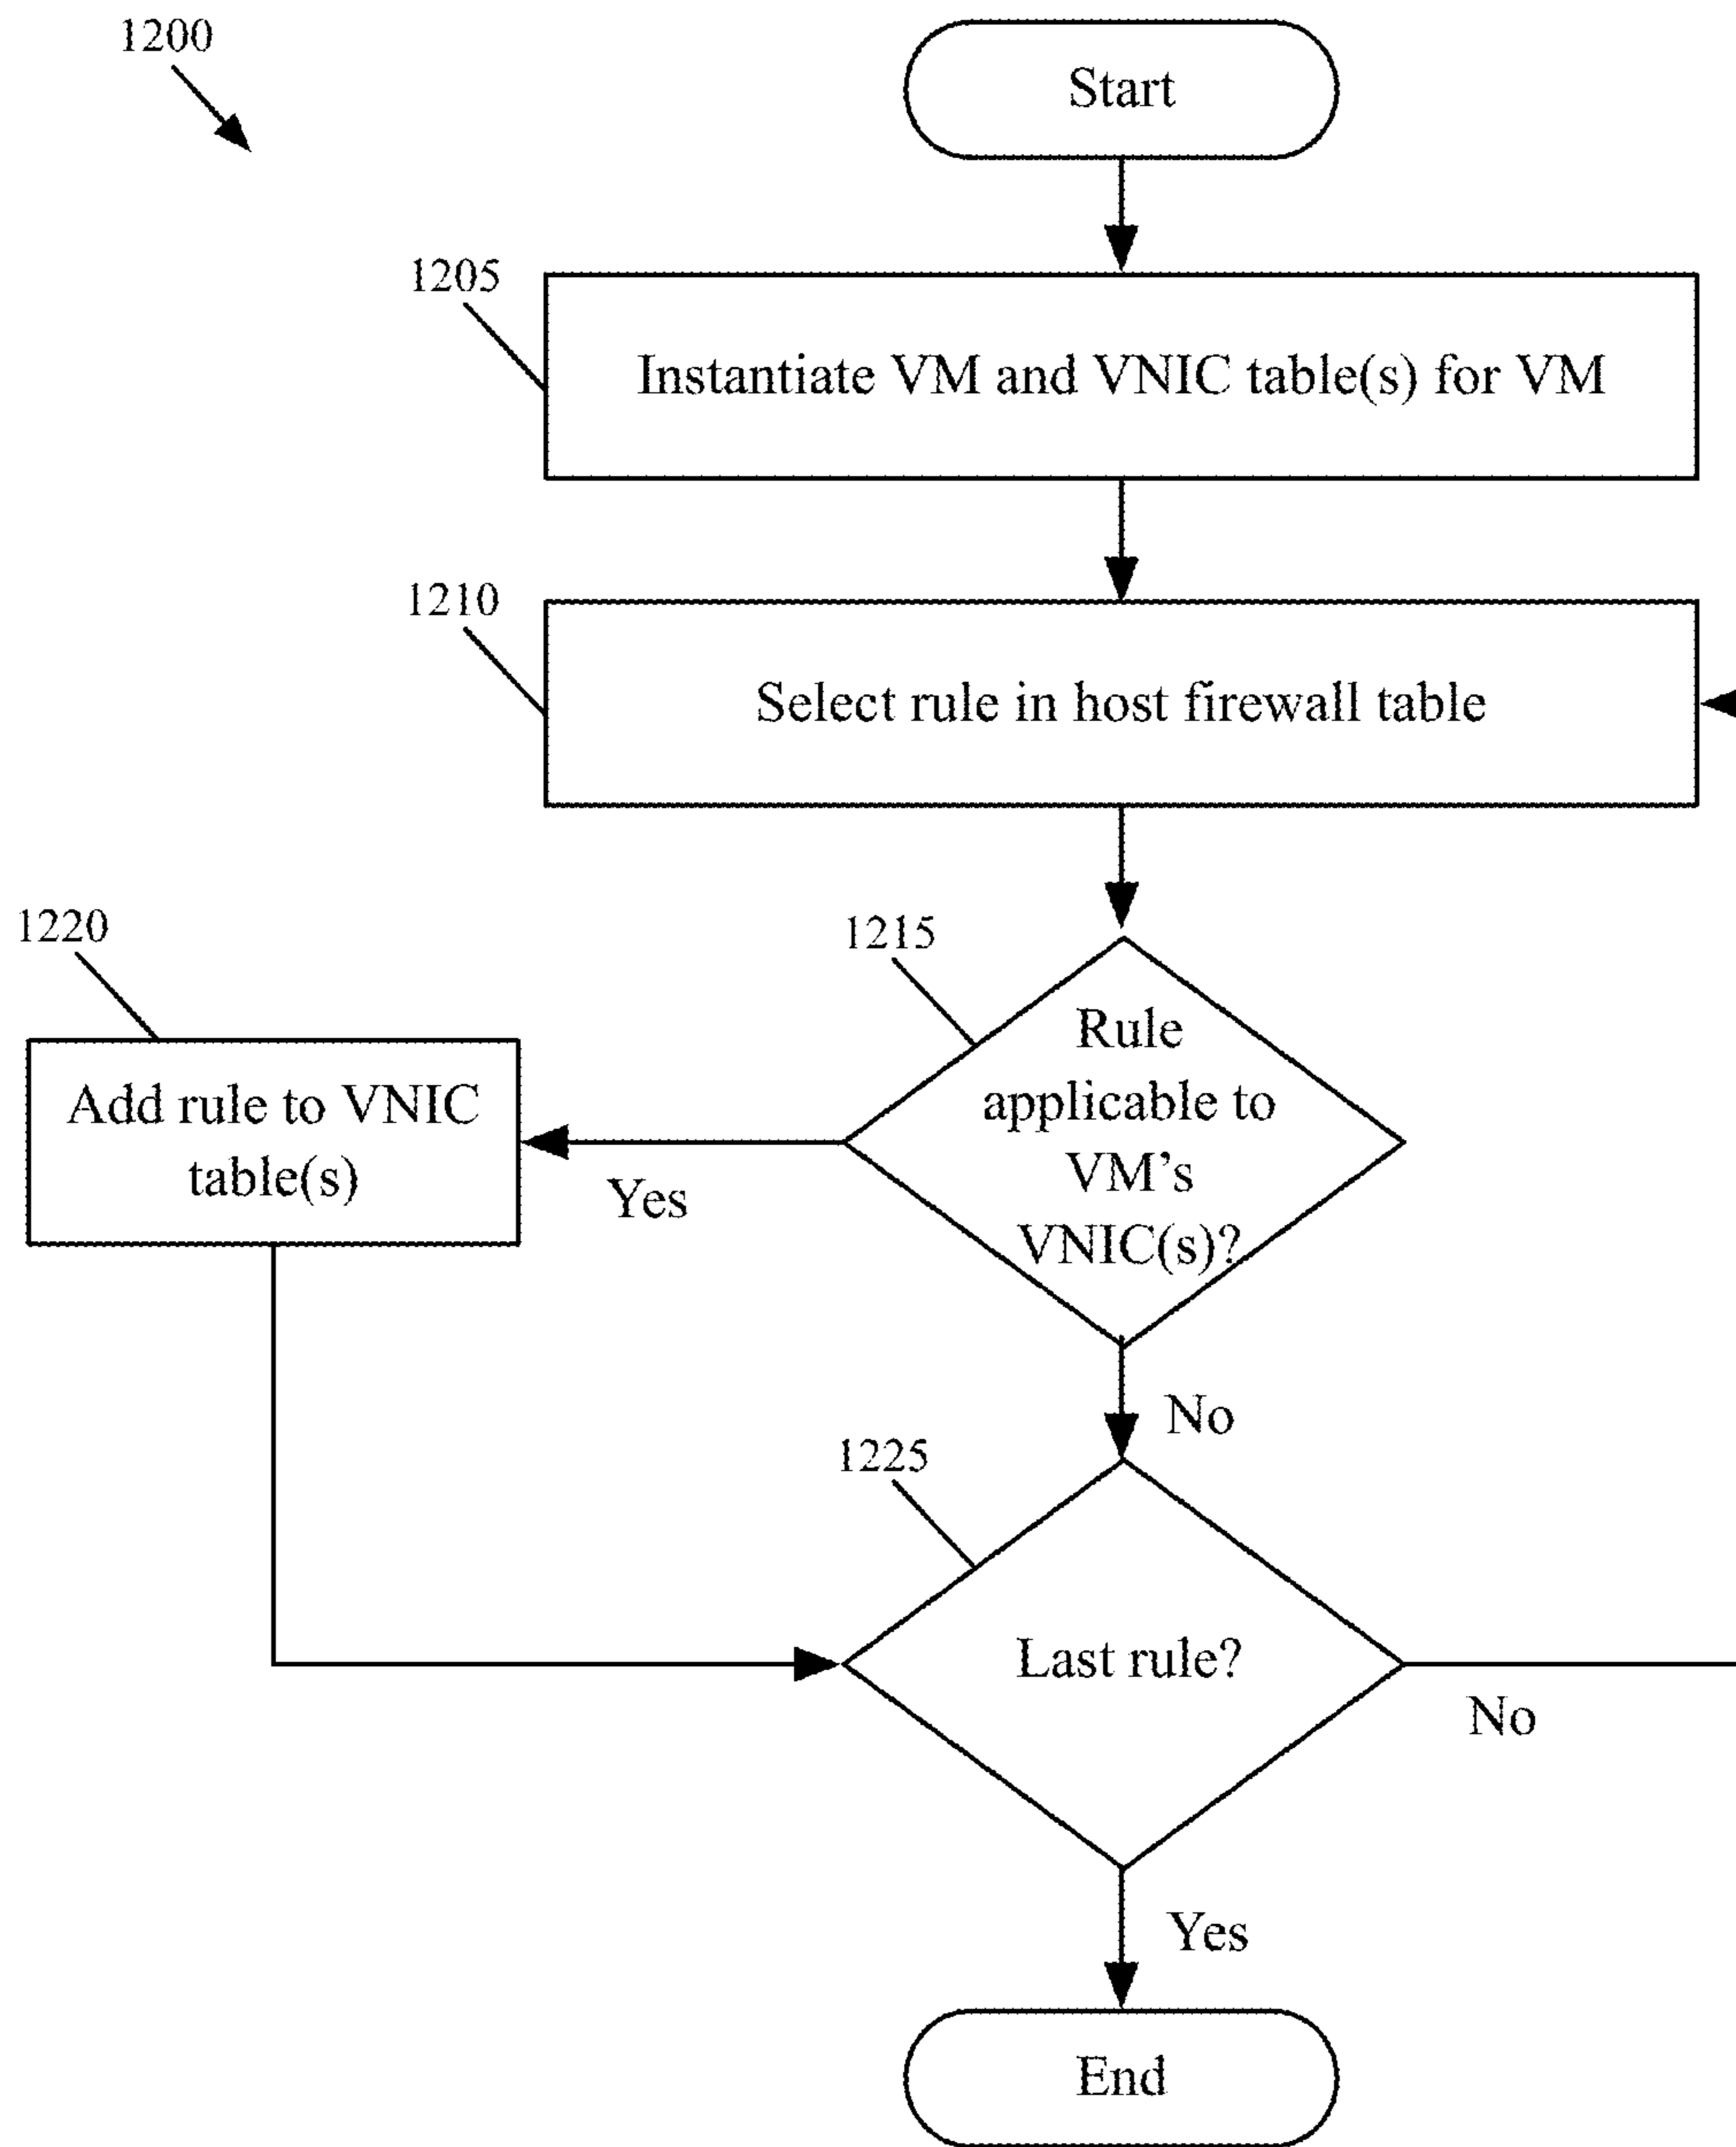 1200
Start
1205
Instantiate VM and VNIC table(s) for VM
1210
Select rule in host firewall table
1220
1215
Rule
applicable to
VM's
VNIC(s)?
Add rule to VNIC
table(s)
Yes
No
1225
Last rule?
No
Yes
End